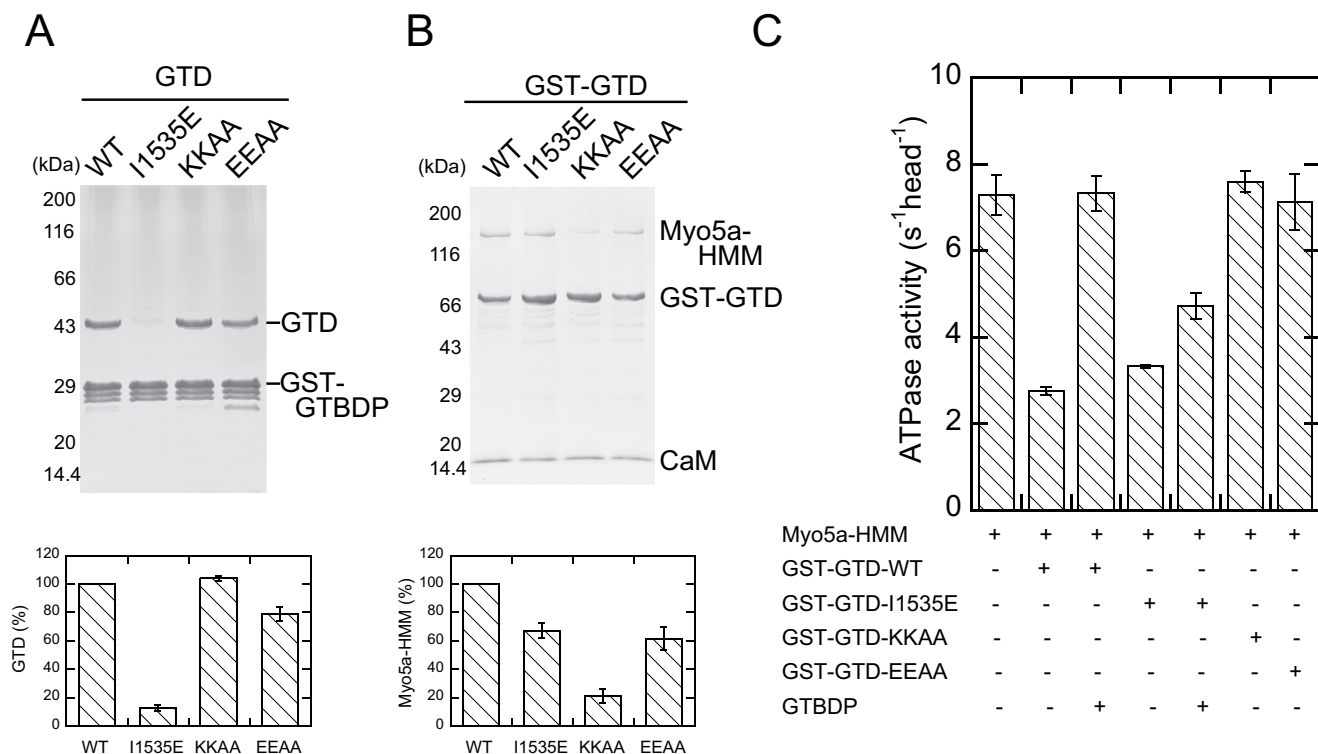 A
GTD
(kDa)
WT
I1535E
KKAA
EEAA
200
116
66
43
29
20
14.4
GTD
GST-
GTBDP
GTD (%)
120
100
80
60
40
20
0
WT I1535E KKAA EEAA
B
GST-GTD
(kDa)
WT
I1535E
KKAA
EEAA
200
116
66
43
29
20
14.4
Myo5a-
HMM
GST-GTD
CaM
Myo5a-HMM (%)
120
100
80
60
40
20
0
WT I1535E KKAA EEAA
C
ATPase activity (s⁻¹head⁻¹)
10
8
6
4
2
0
Myo5a-HMM + + + + + + +
GST-GTD-WT - + + - - - -
GST-GTD-I1535E - - - + + - -
GST-GTD-KKAA - - - - - + -
GST-GTD-EEAA - - - - - - +
GTBDP - - + - + - -